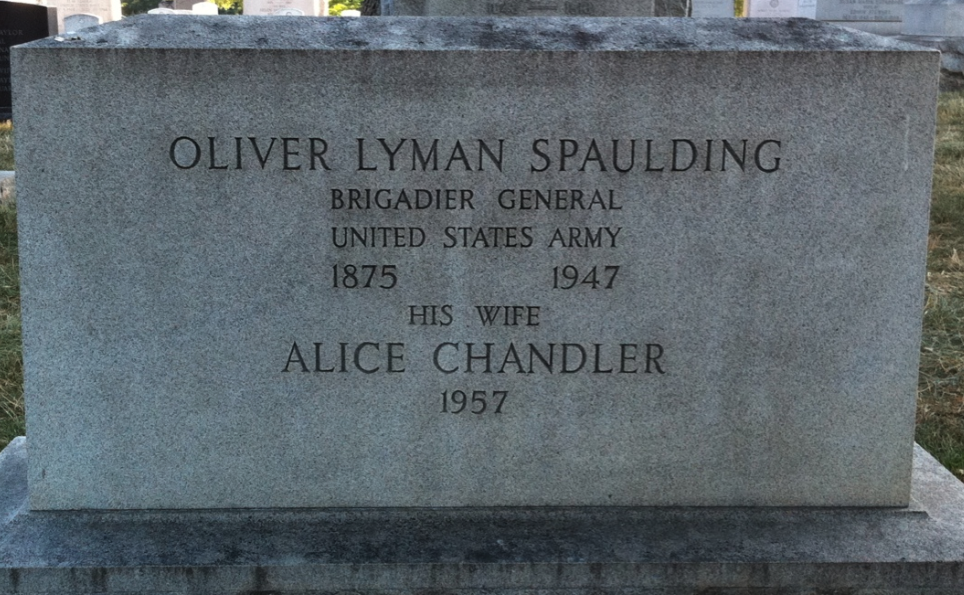 OLIVER LYMAN SPAULDING
BRIGADIER GENERAL
UNITED STATES ARMY
1875 1947
HIS WIFE
ALICE CHANDLER
1957